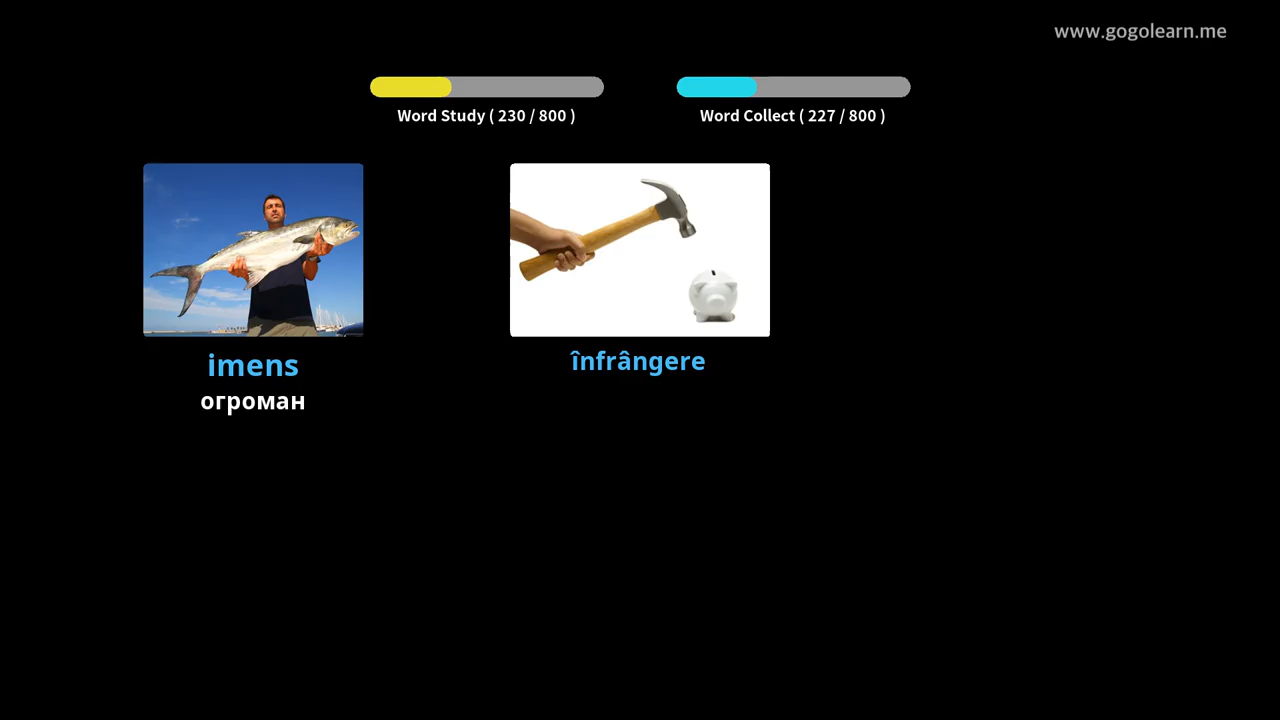 www.gogolearn.me
Word Study ( 230 / 800 )
Word Collect ( 227 / 800 )
imens
огроман
înfrângere